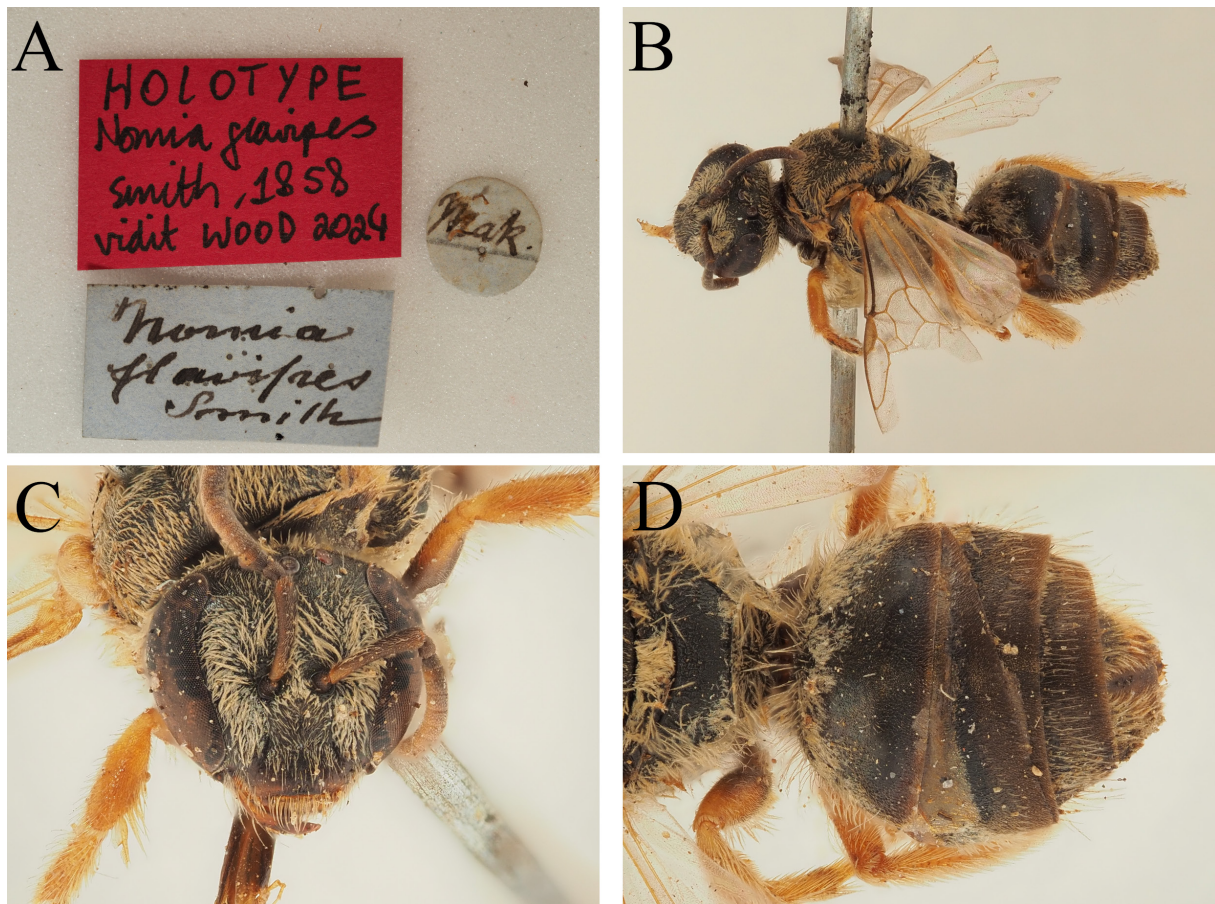 A
HOLOTYPE
Nomia flavipes
Smith, 1858
vidit WOOD 2024
Mak.
Nomia
flavipes
Smith
B
C
D